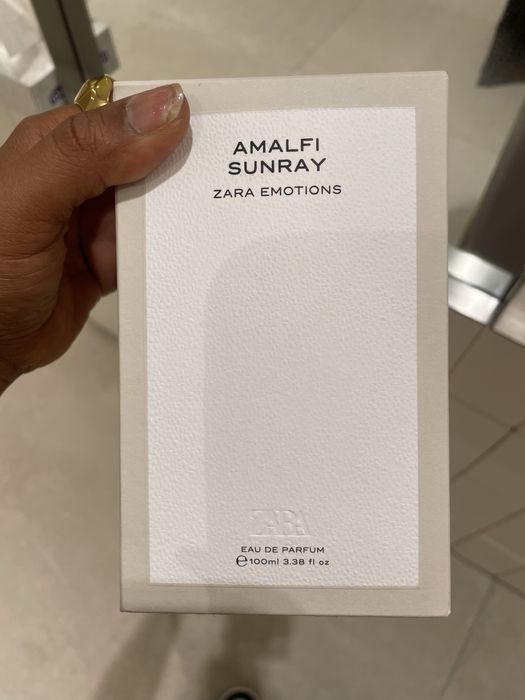 AMALFI
SUNRAY
ZARA EMOTIONS
ZARA
EAU DE PARFUM
℮100ml 3.38 fl oz